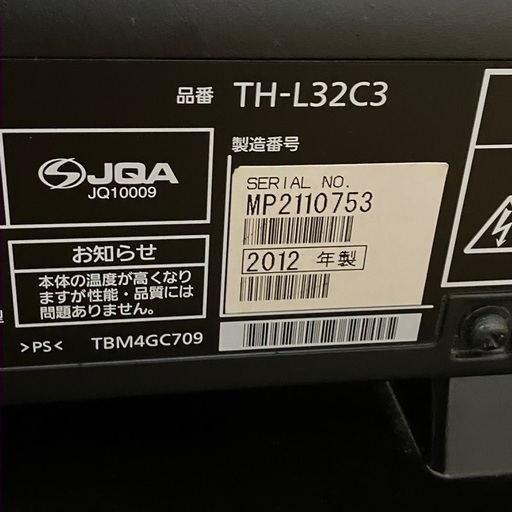 品番 TH-L32C3
製造番号
JQA
JQ10009
SERIAL NO.
MP2110753
2012 年製
お知らせ
本体の温度が高くなり
ますが性能・品質には
問題ありません。
>PS< TBM4GC709